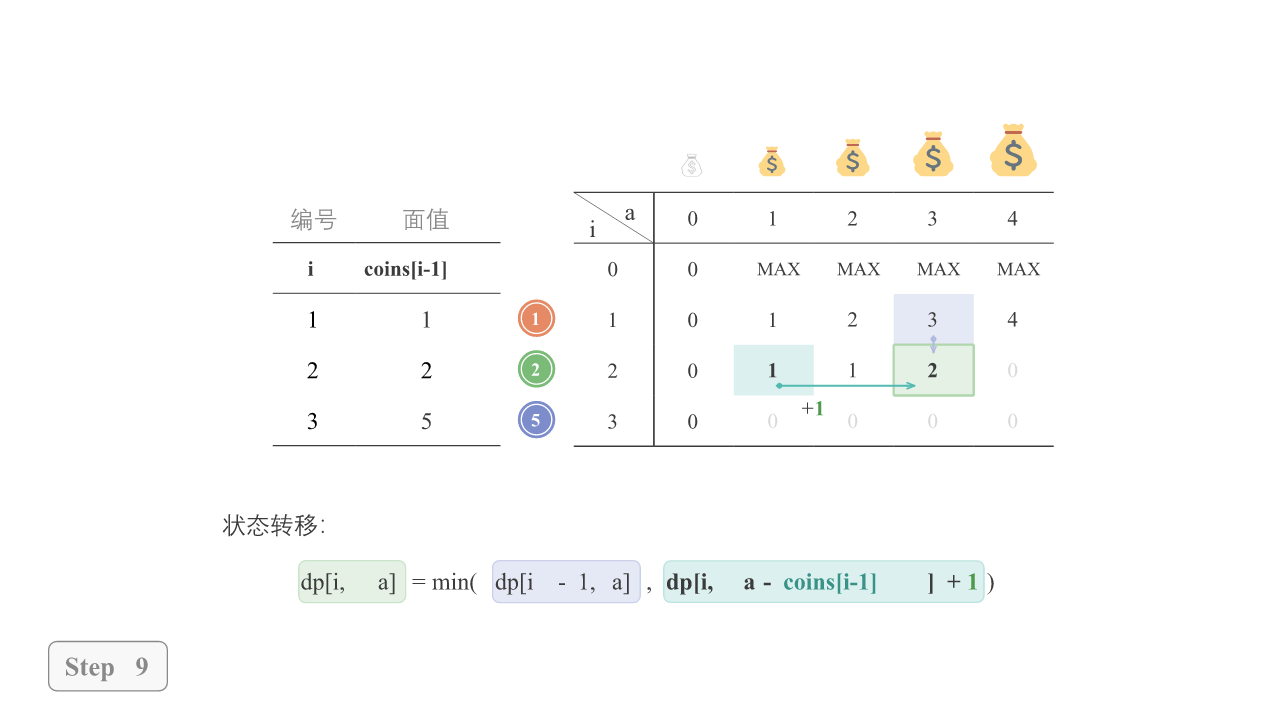 编号 面值
i coins[i-1]
1 1
2 2
3 5
1
2
5
$ $ $ $ $
i a 0 1 2 3 4
0 0 MAX MAX MAX MAX
1 0 1 2 3 4
2 0 1 1 2 0
+1
3 0 0 0 0 0
状态转移:
dp[i, a] = min( dp[i - 1, a] , dp[i, a - coins[i-1] ] + 1 )
Step 9